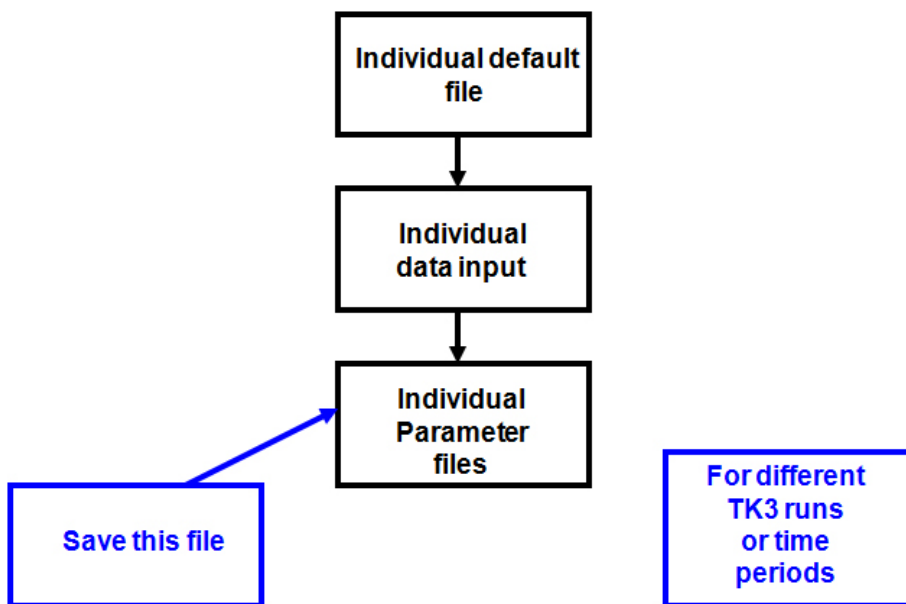 Individual default
file
Individual
data input
Individual
Parameter
files
Save this file
For different
TK3 runs
or time
periods